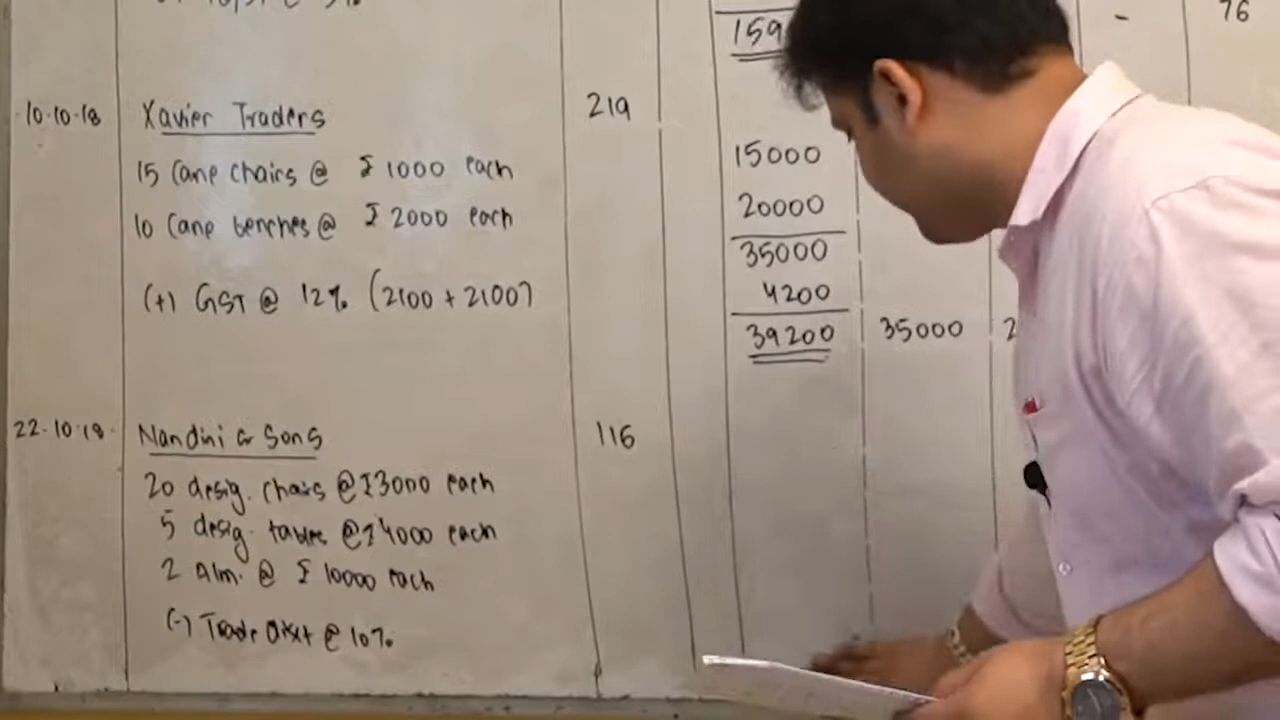 159
-
76
10-10-18 Xavier Traders 219
15 Cane chairs @ ₹ 1000 each 15000
10 Cane benches @ ₹ 2000 each 20000
35000
(+) GST @ 12% (2100 + 2100) 4200
39200 35000 2
22-10-18 Nandini & Sons 116
20 desig. chairs @ ₹3000 each
5 desig. tables @ ₹4000 each
2 Alm. @ ₹ 10000 each
(-) Trade Disct @ 10%